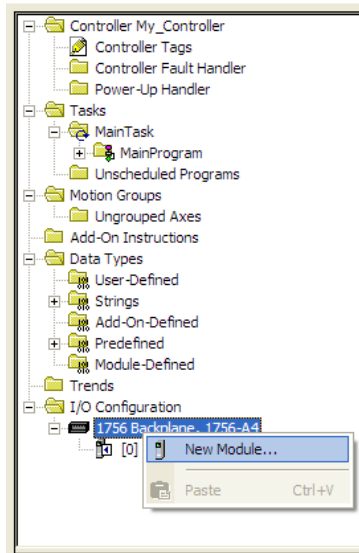 Controller My_Controller
Controller Tags
Controller Fault Handler
Power-Up Handler
Tasks
MainTask
MainProgram
Unscheduled Programs
Motion Groups
Ungrouped Axes
Add-On Instructions
Data Types
User-Defined
Strings
Add-On-Defined
Predefined
Module-Defined
Trends
I/O Configuration
1756 Backplane, 1756-A4
[0]
New Module...
Paste Ctrl+V